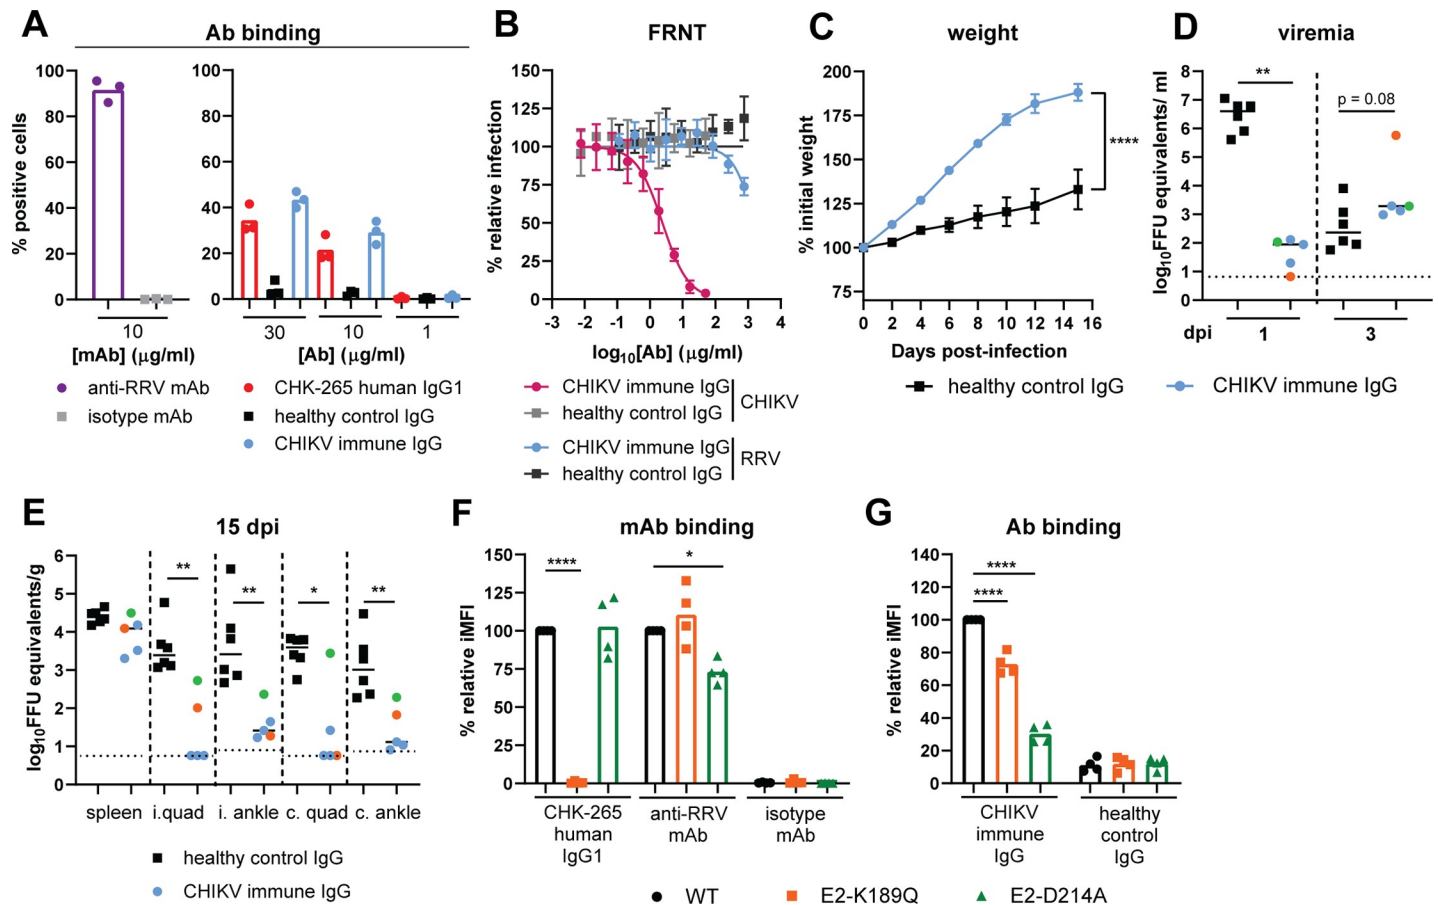 A
Ab binding
% positive cells
100
80
60
40
20
0
10
[mAb] (µg/ml)
100
80
60
40
20
0
30
10
1
[Ab] (µg/ml)
anti-RRV mAb
isotype mAb
CHK-265 human IgG1
healthy control IgG
CHIKV immune IgG
B
FRNT
% relative infection
150
125
100
75
50
25
0
-3
-2
-1
0
1
2
3
4
log10[Ab] (µg/ml)
CHIKV immune IgG
healthy control IgG
CHIKV
CHIKV immune IgG
healthy control IgG
RRV
C
weight
% initial weight
200
175
150
125
100
75
0
2
4
6
8
10
12
14
16
Days post-infection
****
D
viremia
log10FFU equivalents/ ml
8
7
6
5
4
3
2
1
0
**
p = 0.08
dpi
1
3
healthy control IgG
CHIKV immune IgG
E
15 dpi
log10FFU equivalents/g
6
5
4
3
2
1
0
**
**
*
**
spleen
i.quad
i. ankle
c. quad
c. ankle
healthy control IgG
CHIKV immune IgG
F
mAb binding
% relative iMFI
150
125
100
75
50
25
0
****
*
CHK-265
human
IgG1
anti-RRV
mAb
isotype
mAb
G
Ab binding
% relative iMFI
140
120
100
80
60
40
20
0
****
****
CHIKV
immune
IgG
healthy
control
IgG
WT
E2-K189Q
E2-D214A